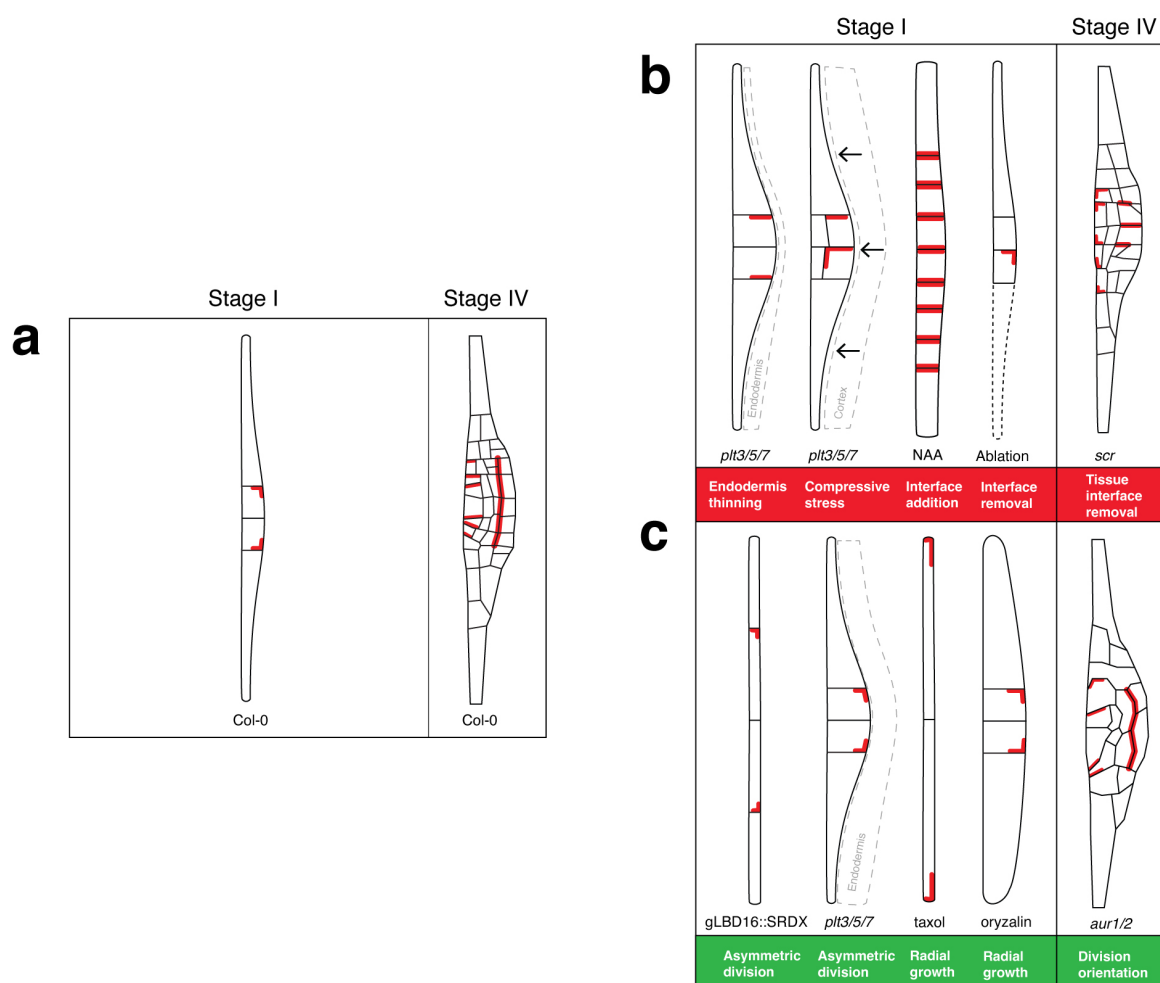 a
Stage I
Stage IV
Col-0
Col-0
b
Stage I
Stage IV
Endodermis
Cortex
plt3/5/7
plt3/5/7
NAA
Ablation
scr
Endodermis
thinning
Compressive
stress
Interface
addition
Interface
removal
Tissue
interface
removal
c
Endodermis
gLBD16::SRDX
plt3/5/7
taxol
oryzalin
aur1/2
Asymmetric
division
Asymmetric
division
Radial
growth
Radial
growth
Division
orientation